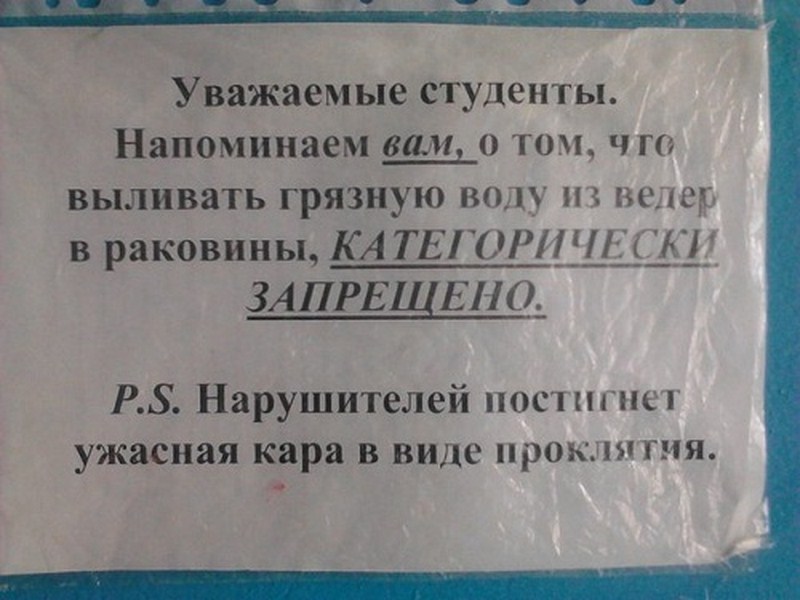 Уважаемые студенты.
Напоминаем вам, о том, что
выливать грязную воду из ведер
в раковины, КАТЕГОРИЧЕСКИ
ЗАПРЕЩЕНО.
P.S. Нарушителей постигнет
ужасная кара в виде проклятия.